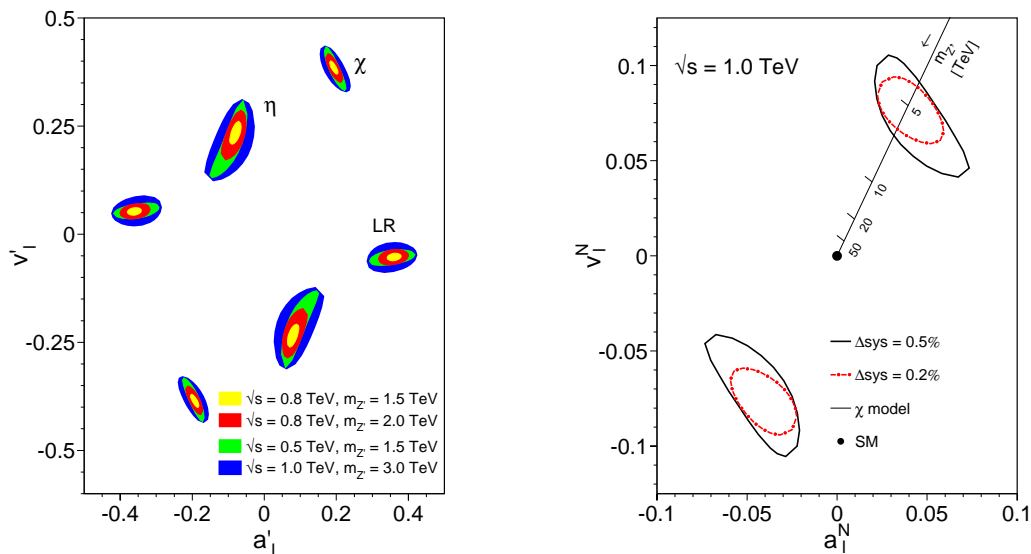 0.5
0.25
0
-0.25
-0.5
v'l
χ
η
LR
√s = 0.8 TeV, mZ' = 1.5 TeV
√s = 0.8 TeV, mZ' = 2.0 TeV
√s = 0.5 TeV, mZ' = 1.5 TeV
√s = 1.0 TeV, mZ' = 3.0 TeV
-0.4 -0.2 0 0.2 0.4
a'l
0.1
0.05
0
-0.05
-0.1
vlN
√s = 1.0 TeV
← mZ'
[TeV]
5
10
20
50
Δsys = 0.5%
Δsys = 0.2%
χ model
SM
-0.1 -0.05 0 0.05 0.1
alN